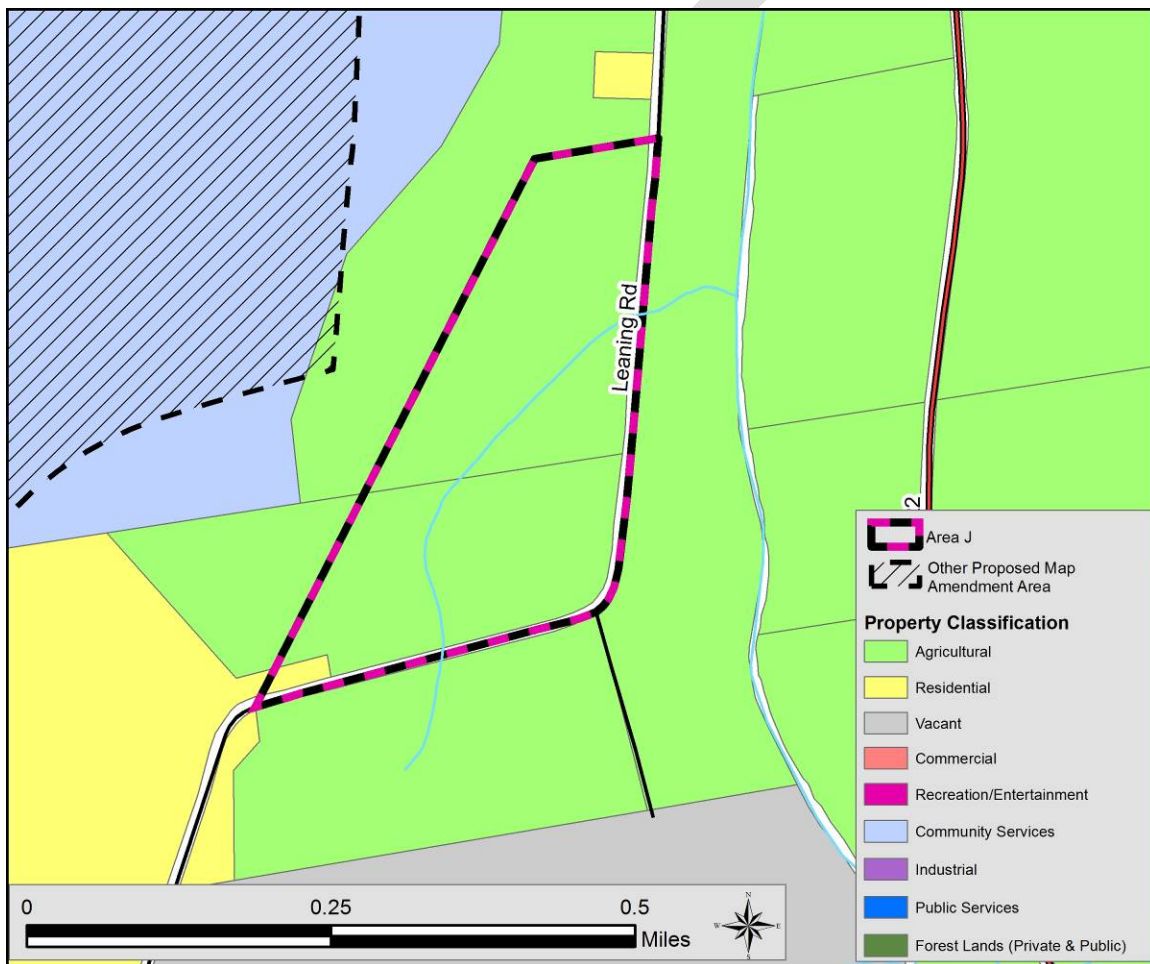 Leaning Rd
2
Area J
Other Proposed Map
Amendment Area
Property Classification
Agricultural
Residential
Vacant
Commercial
Recreation/Entertainment
Community Services
Industrial
Public Services
Forest Lands (Private & Public)
0
0.25
0.5
Miles
N
W
E
S